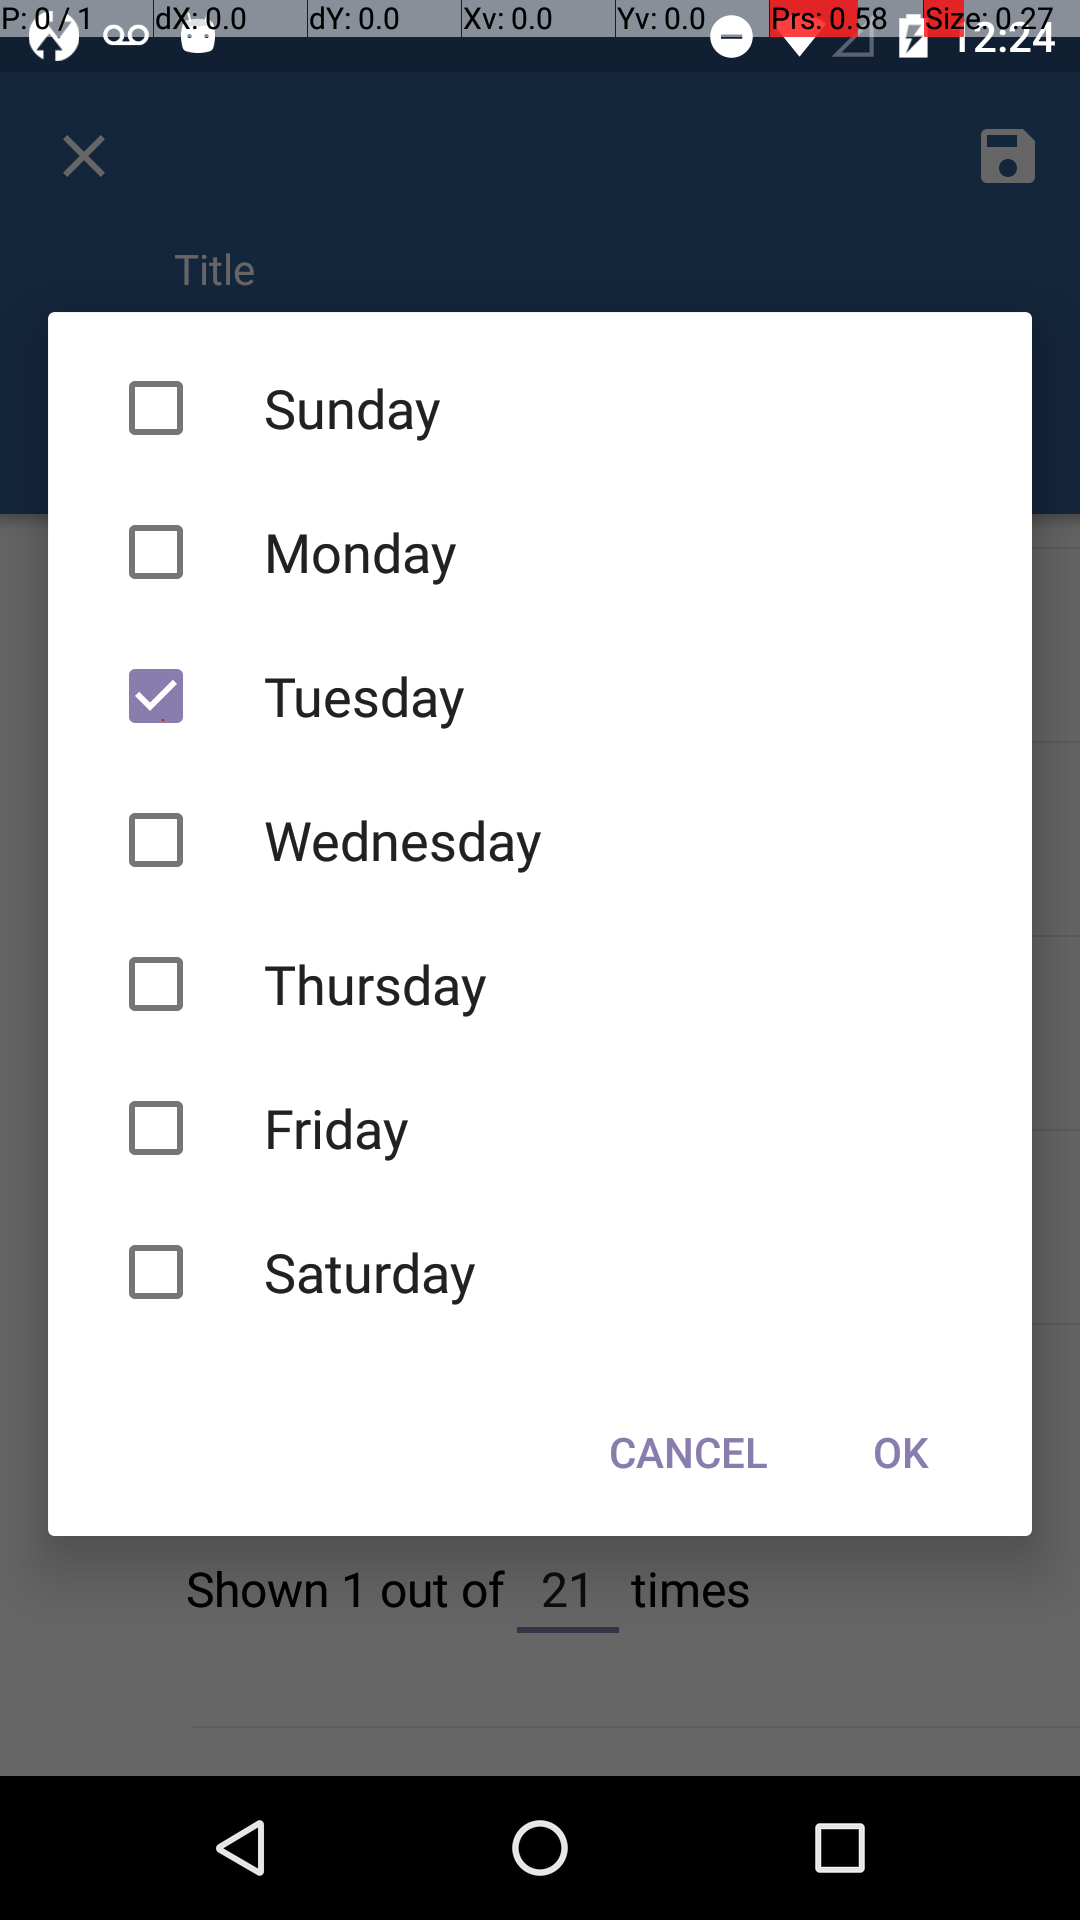 P: 0 / 1 dX: 0.0 dY: 0.0 Xv: 0.0 Yv: 0.0 Prs: 0.58 Size: 0.27
12:24
Title
Sunday
Monday
Tuesday
Wednesday
Thursday
Friday
Saturday
CANCEL OK
Shown 1 out of 21 times